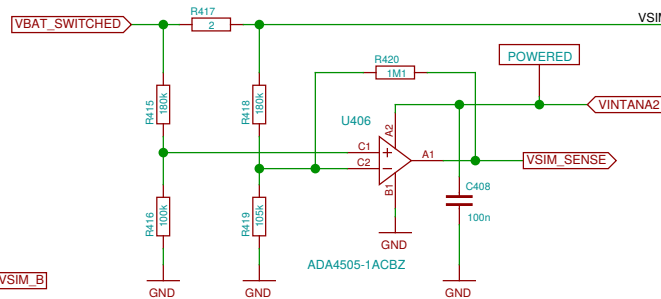 R417
VSIM
VBAT_SWITCHED
2
R420
POWERED
1M1
R415
180k
R418
180k
U406
A2
VINTANA2
C1
A1
C2
VSIM_SENSE
B1
C408
R416
100k
R419
105k
100n
GND
ADA4505-1ACBZ
VSIM_B
GND
GND
GND